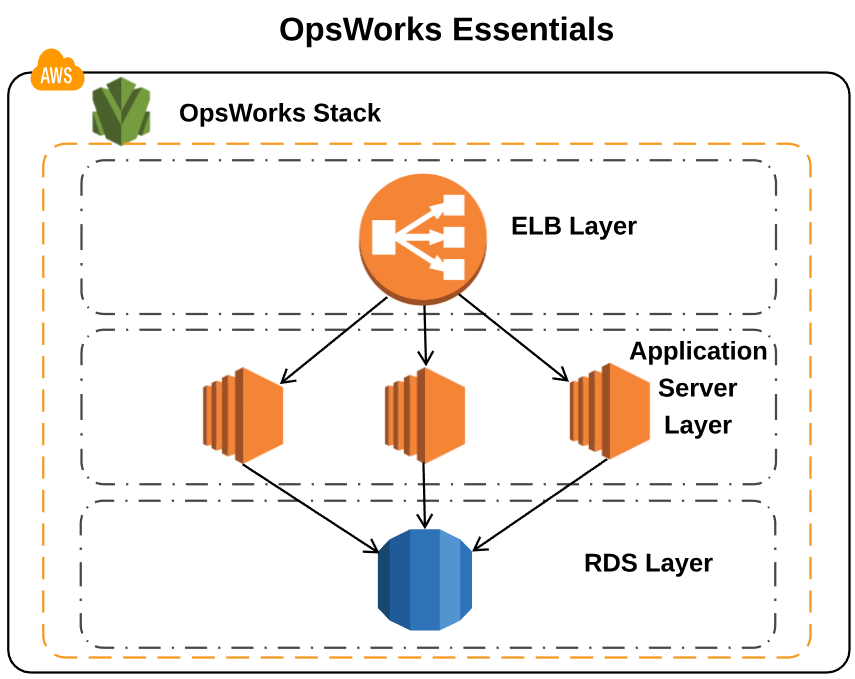 OpsWorks Essentials
AWS
OpsWorks Stack
ELB Layer
Application
Server
Layer
RDS Layer